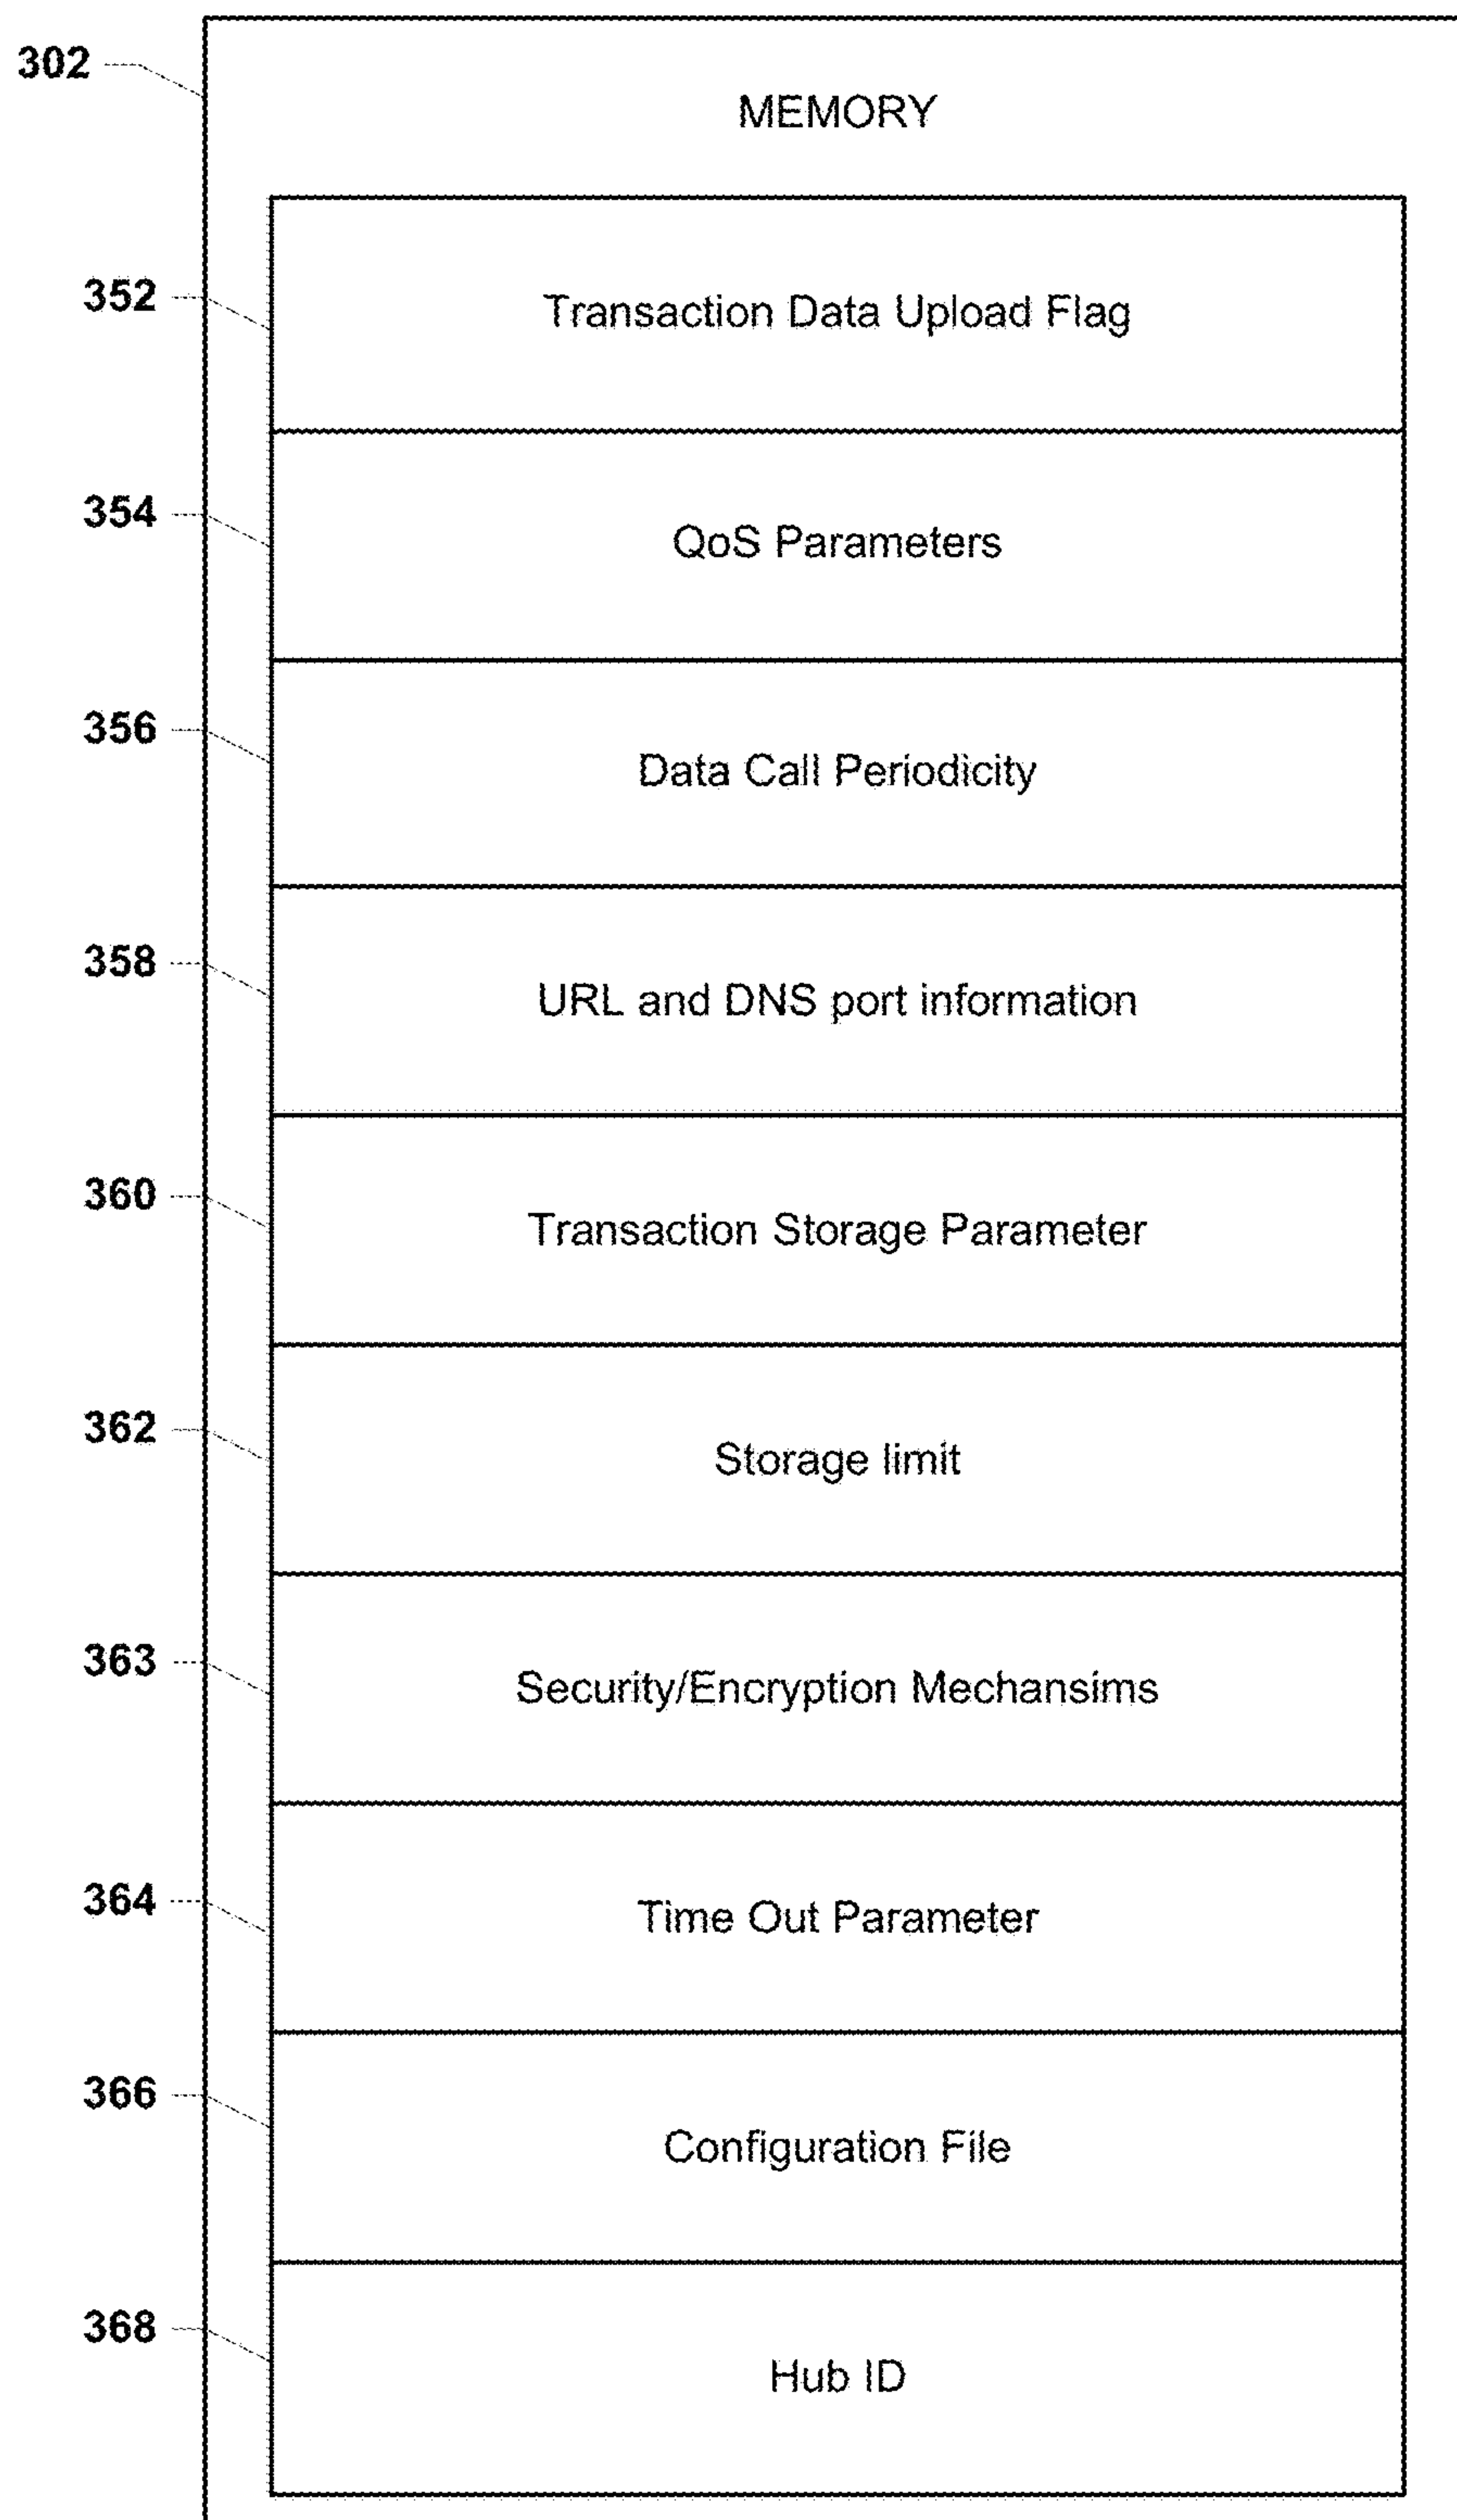 302
MEMORY
352
Transaction Data Upload Flag
354
QoS Parameters
356
Data Call Periodicity
358
URL and DNS port information
360
Transaction Storage Parameter
362
Storage limit
363
Security/Encryption Mechansims
364
Time Out Parameter
366
Configuration File
368
Hub ID